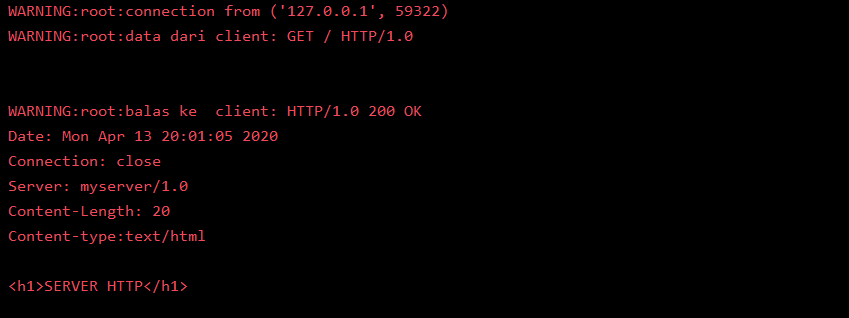 WARNING:root:connection from ('127.0.0.1', 59322)
WARNING:root:data dari client: GET / HTTP/1.0
WARNING:root:balas ke  client: HTTP/1.0 200 OK
Date: Mon Apr 13 20:01:05 2020
Connection: close
Server: myserver/1.0
Content-Length: 20
Content-type:text/html
<h1>SERVER HTTP</h1>